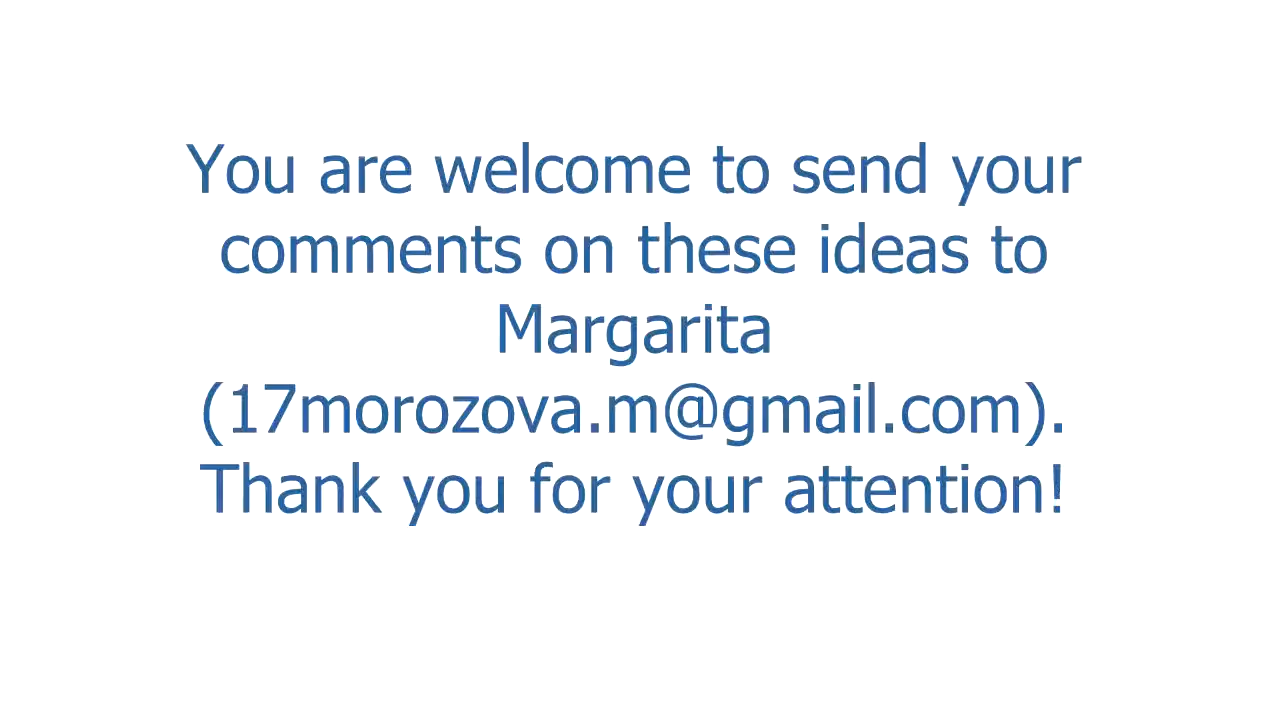 You are welcome to send your
comments on these ideas to
Margarita
(17morozova.m@gmail.com).
Thank you for your attention!